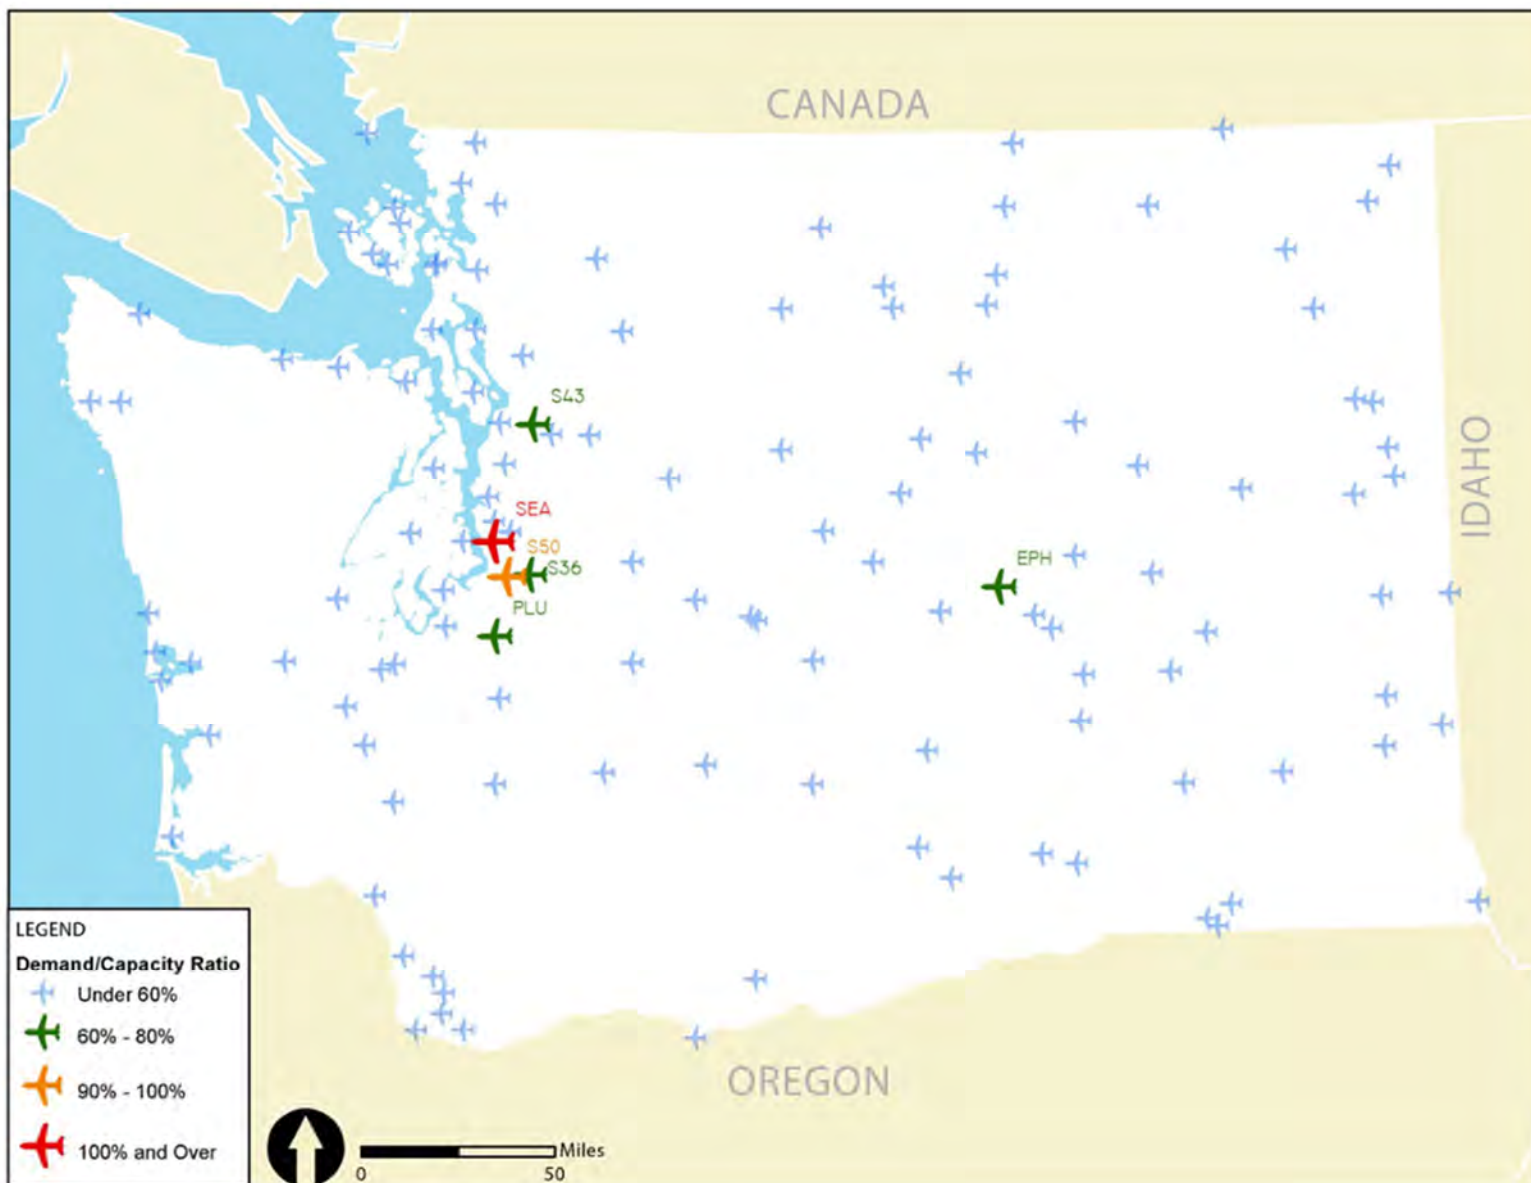 CANADA
S43
SEA
S50
S36
PLU
EPH
IDAHO
OREGON
LEGEND
Demand/Capacity Ratio
Under 60%
60% - 80%
90% - 100%
100% and Over
Miles
0 50